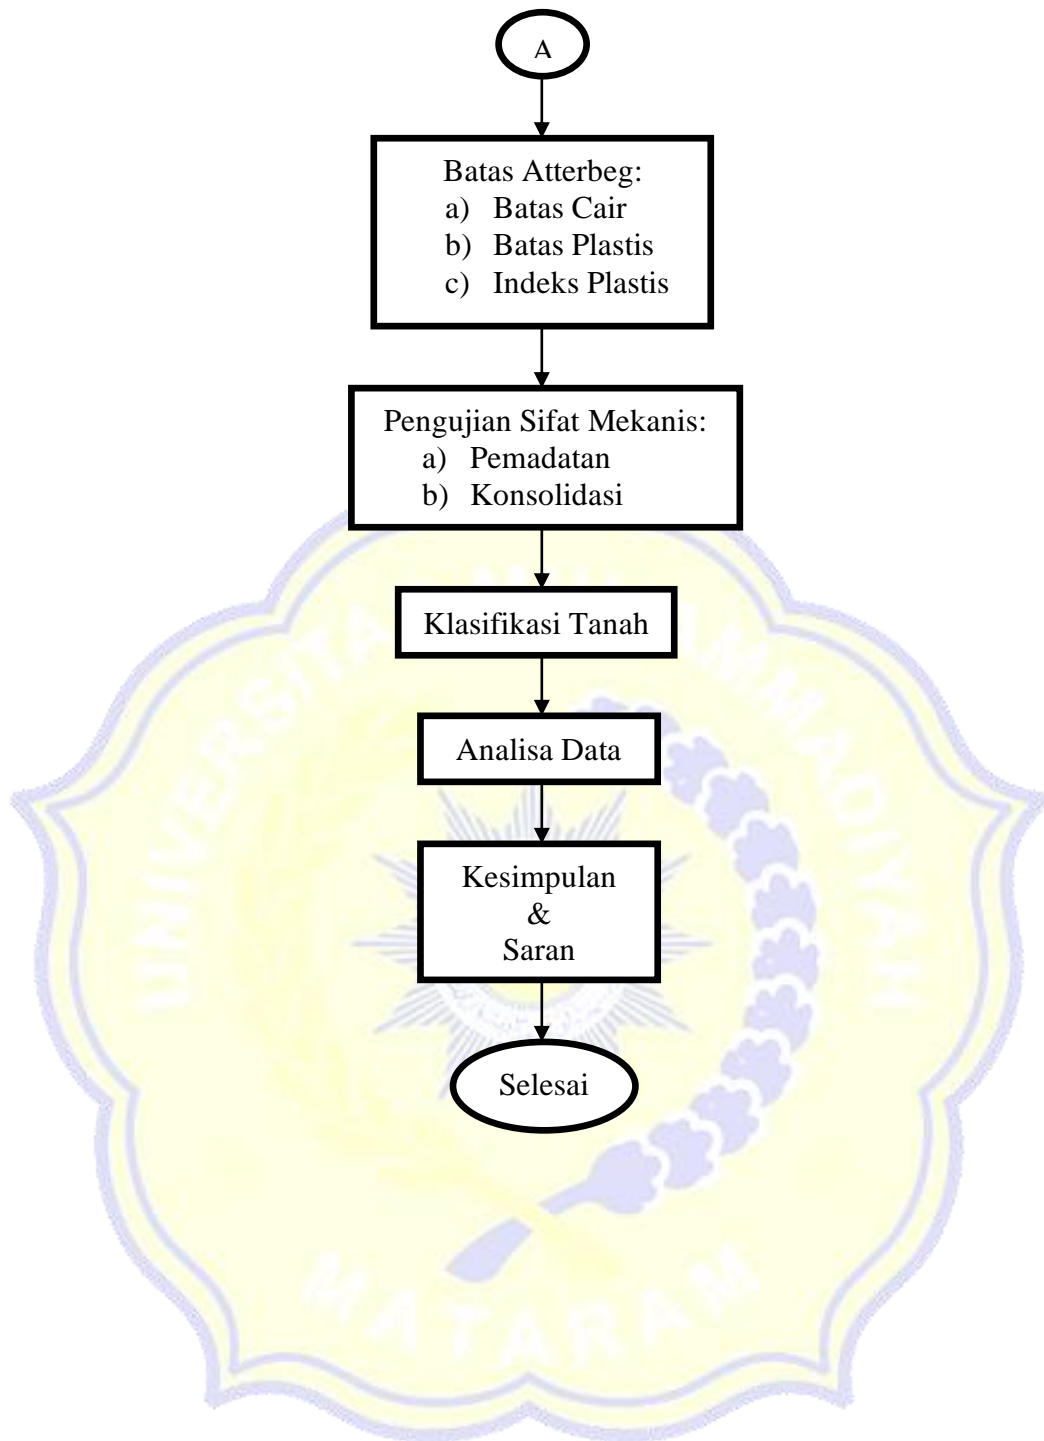 A
Batas Atterbeg:
a) Batas Cair
b) Batas Plastis
c) Indeks Plastis
Pengujian Sifat Mekanis:
a) Pemadatan
b) Konsolidasi
Klasifikasi Tanah
Analisa Data
Kesimpulan
&
Saran
Selesai
MATARAM